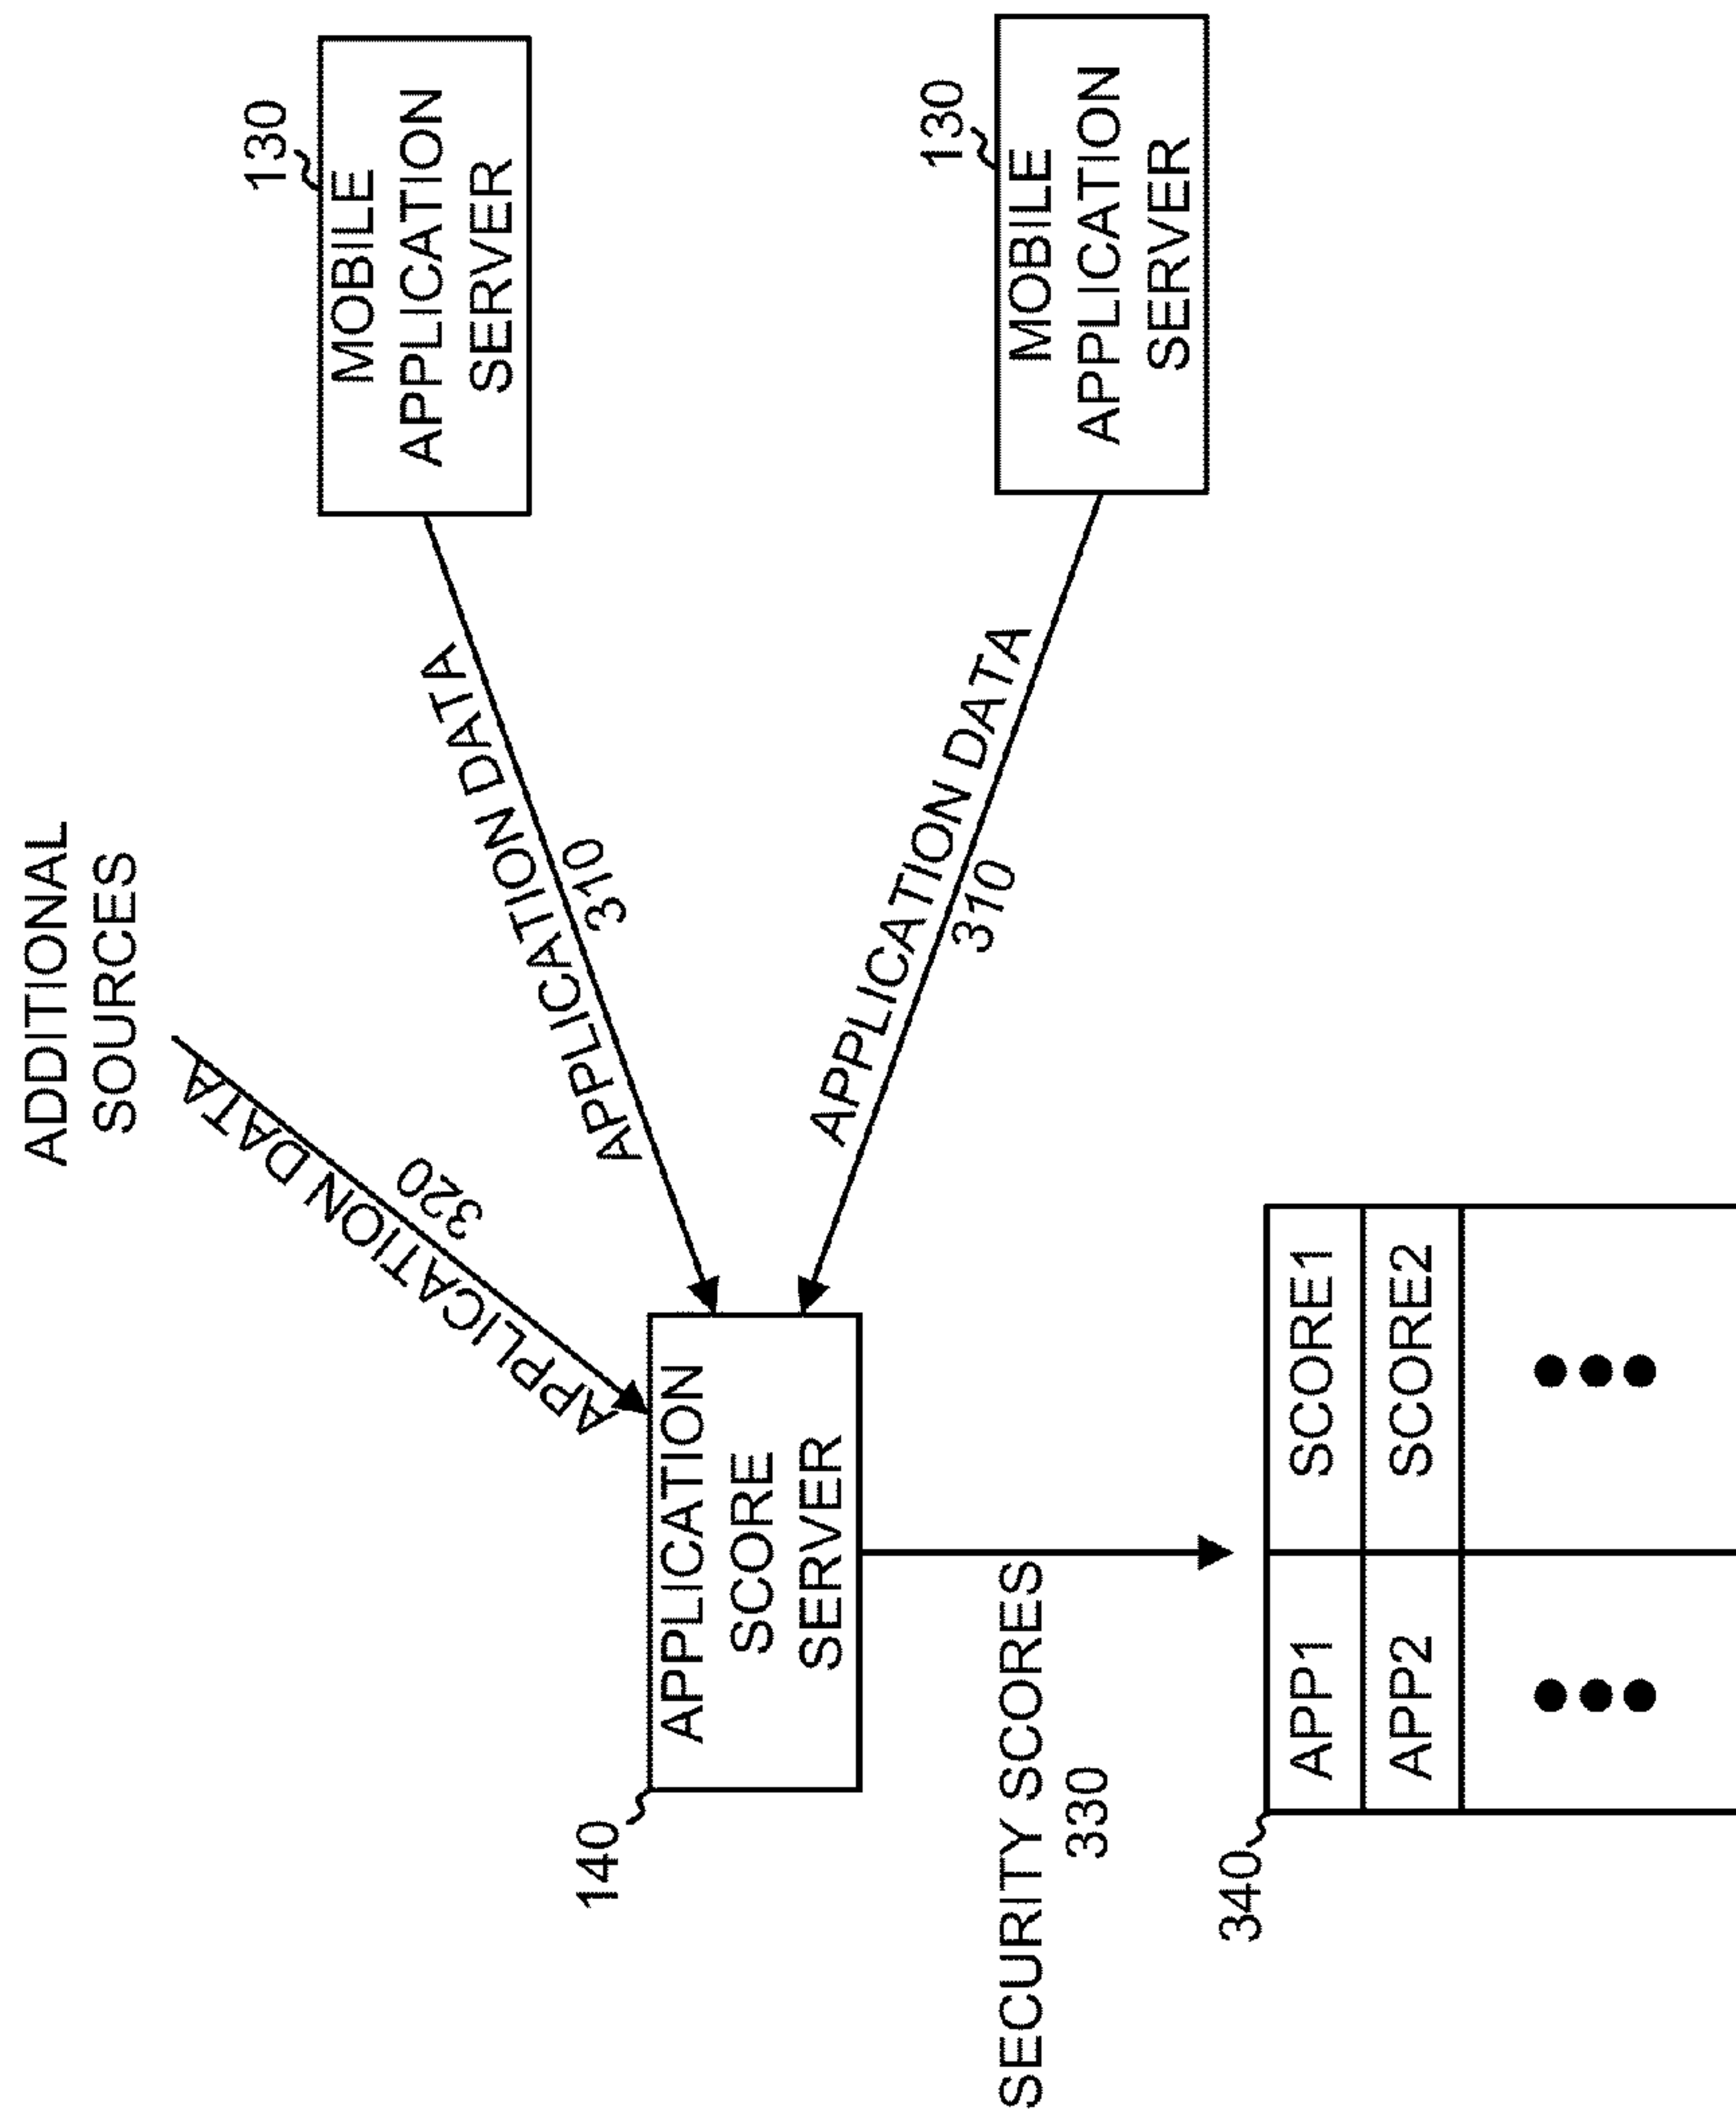 ADDITIONAL
SOURCES
130
MOBILE
APPLICATION
SERVER
APPLICATION DATA
320
APPLICATION DATA
310
140
APPLICATION
SCORE
SERVER
APPLICATION DATA
310
130
MOBILE
APPLICATION
SERVER
SECURITY SCORES
330
340
APP1 SCORE1
APP2 SCORE2